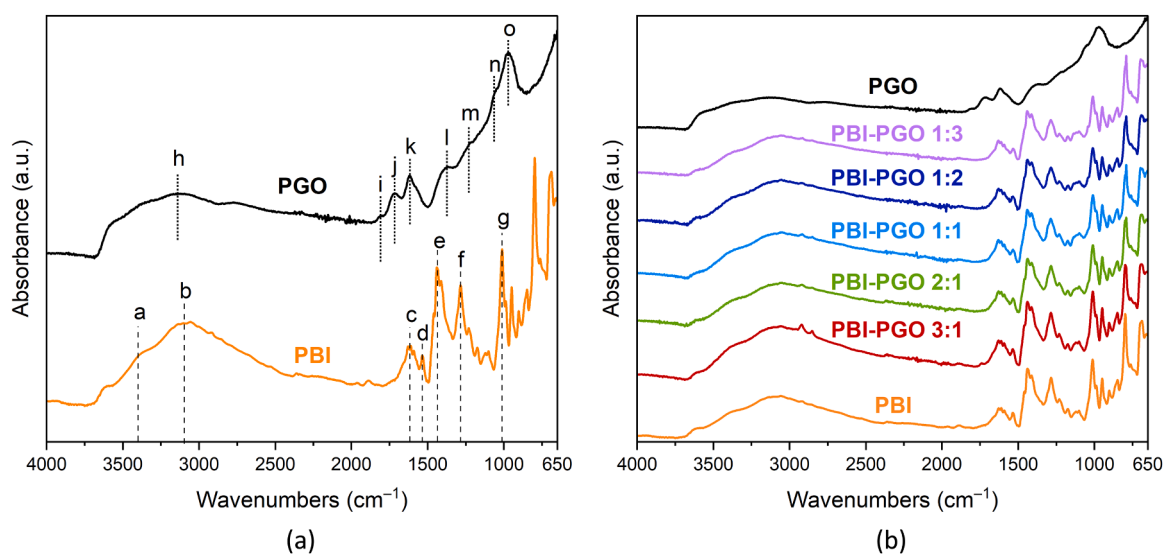 Absorbance (a.u.)
o
n
m
l
k
j
i
h
PGO
g
f
e
d
c
b
a
PBI
4000 3500 3000 2500 2000 1500 1000 650
Wavenumbers (cm⁻¹)
(a)
Absorbance (a.u.)
PGO
PBI-PGO 1:3
PBI-PGO 1:2
PBI-PGO 1:1
PBI-PGO 2:1
PBI-PGO 3:1
PBI
4000 3500 3000 2500 2000 1500 1000 650
Wavenumbers (cm⁻¹)
(b)